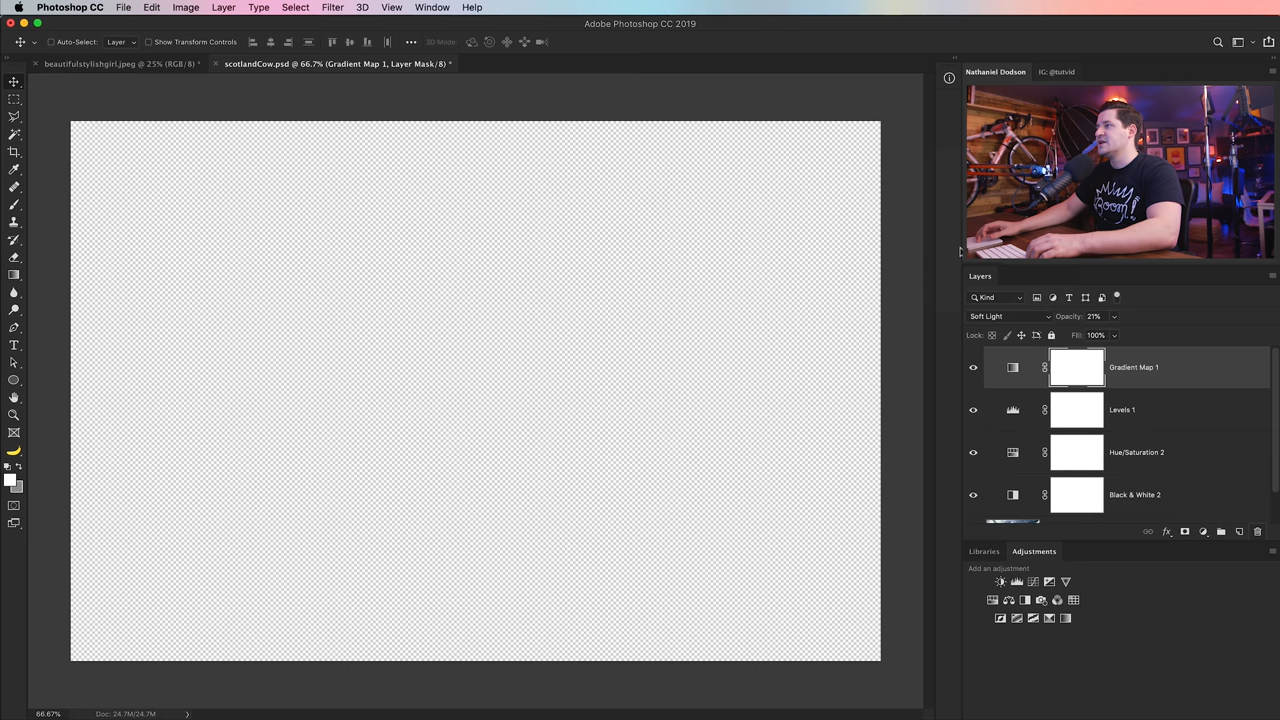 Photoshop File Edit Image Layer Type Select Filter 3D View Window Help
Adobe Photoshop CC 2019
Auto-Select: Layer Show Transform Controls 3D Mode:
beautifulstylishgirl.jpeg @ 25% (RGB/8) * scotlandCow.psd @ 66.7% (Gradient Map 1, Layer Mask/8) *
Nathaniel Dodson IG: @tutvid
Why Boom!
Layers
Kind
Soft Light Opacity: 21%
Lock: Fill: 100%
Gradient Map 1
Levels 1
Hue/Saturation 2
Black & White 2
fx
Libraries Adjustments
Add an adjustment
66.67% Doc: 24.7M/24.7M